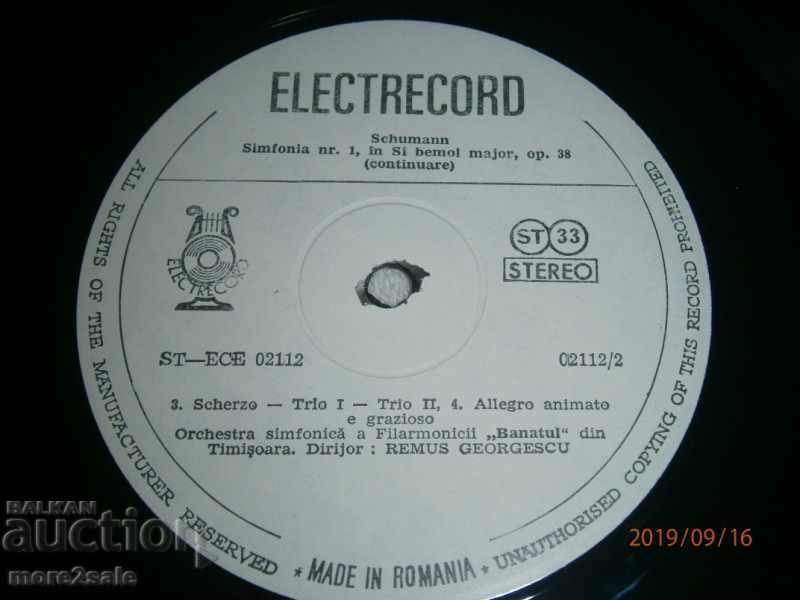 ELECTRECORD
Schumann
Simfonia nr. 1, în Si bemol major, op. 38
(continuare)
ELECTRECORD
ST 33
STEREO
ST—ECE 02112
02112/2
3. Scherzo — Trio I — Trio II, 4. Allegro animato
e grazioso
Orchestra simfonică a Filarmonicii „Banatul" din
Timişoara. Dirijor : REMUS GEORGESCU
ALL RIGHTS OF THE MANUFACTURER RESERVED * MADE IN ROMANIA * UNAUTHORISED COPYING OF THIS RECORD PROHIBITED
2019/09/16
BALKAN
auction
more2sale